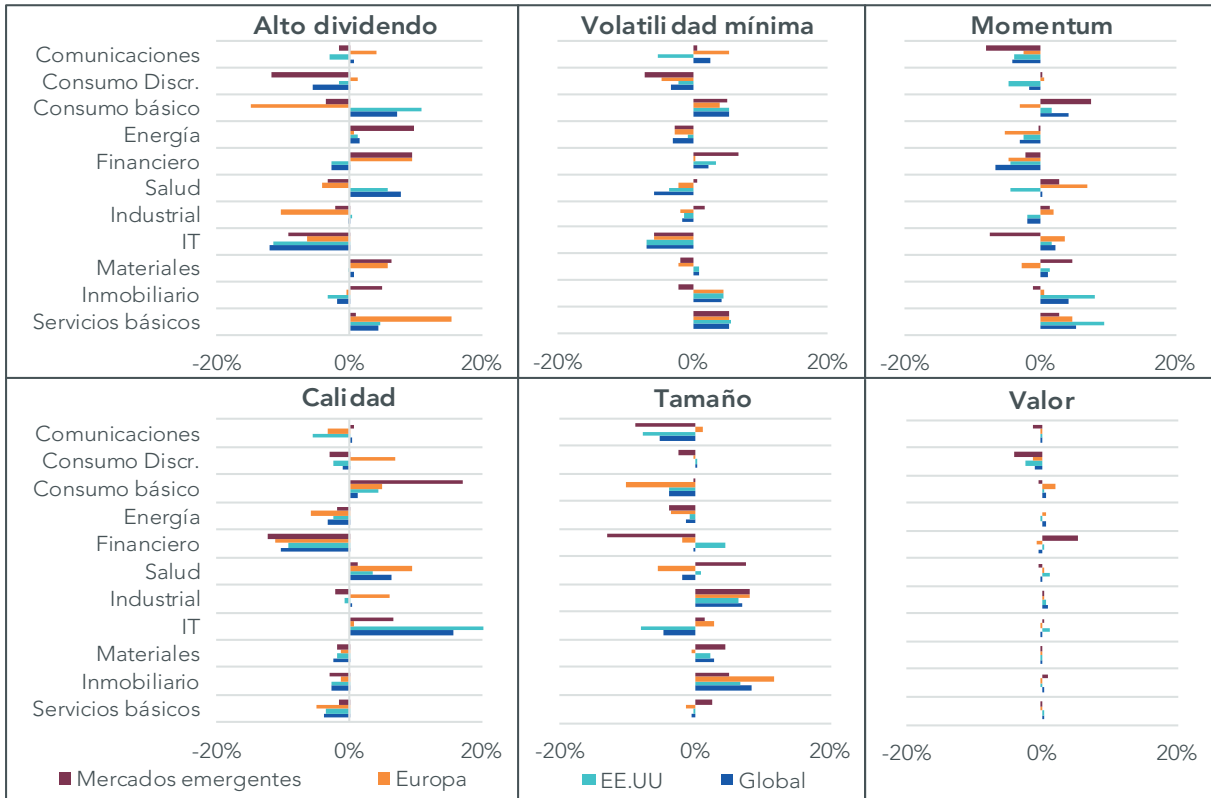 Alto dividendo
Volatilidad mínima
Momentum
Comunicaciones
Consumo Discr.
Consumo básico
Energía
Financiero
Salud
Industrial
IT
Materiales
Inmobiliario
Servicios básicos
-20% 0% 20%
-20% 0% 20%
-20% 0% 20%
Calidad
Tamaño
Valor
Comunicaciones
Consumo Discr.
Consumo básico
Energía
Financiero
Salud
Industrial
IT
Materiales
Inmobiliario
Servicios básicos
-20% 0% 20%
-20% 0% 20%
-20% 0% 20%
Mercados emergentes Europa EE.UU Global